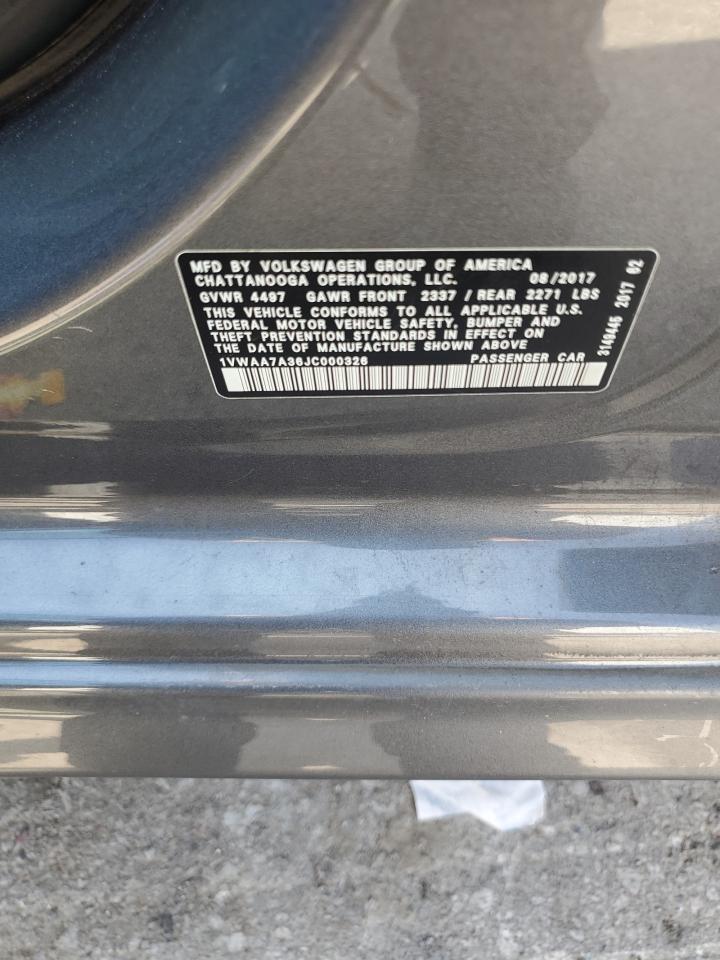 MFD BY VOLKSWAGEN GROUP OF AMERICA
CHATTANOOGA OPERATIONS, LLC. 08/2017
GVWR 4497 GAWR FRONT 2337 / REAR 2271 LBS
THIS VEHICLE CONFORMS TO ALL APPLICABLE U.S.
FEDERAL MOTOR VEHICLE SAFETY, BUMPER AND
THEFT PREVENTION STANDARDS IN EFFECT ON
THE DATE OF MANUFACTURE SHOWN ABOVE
1VWAA7A36JC000326 PASSENGER CAR
3149445 2017 02